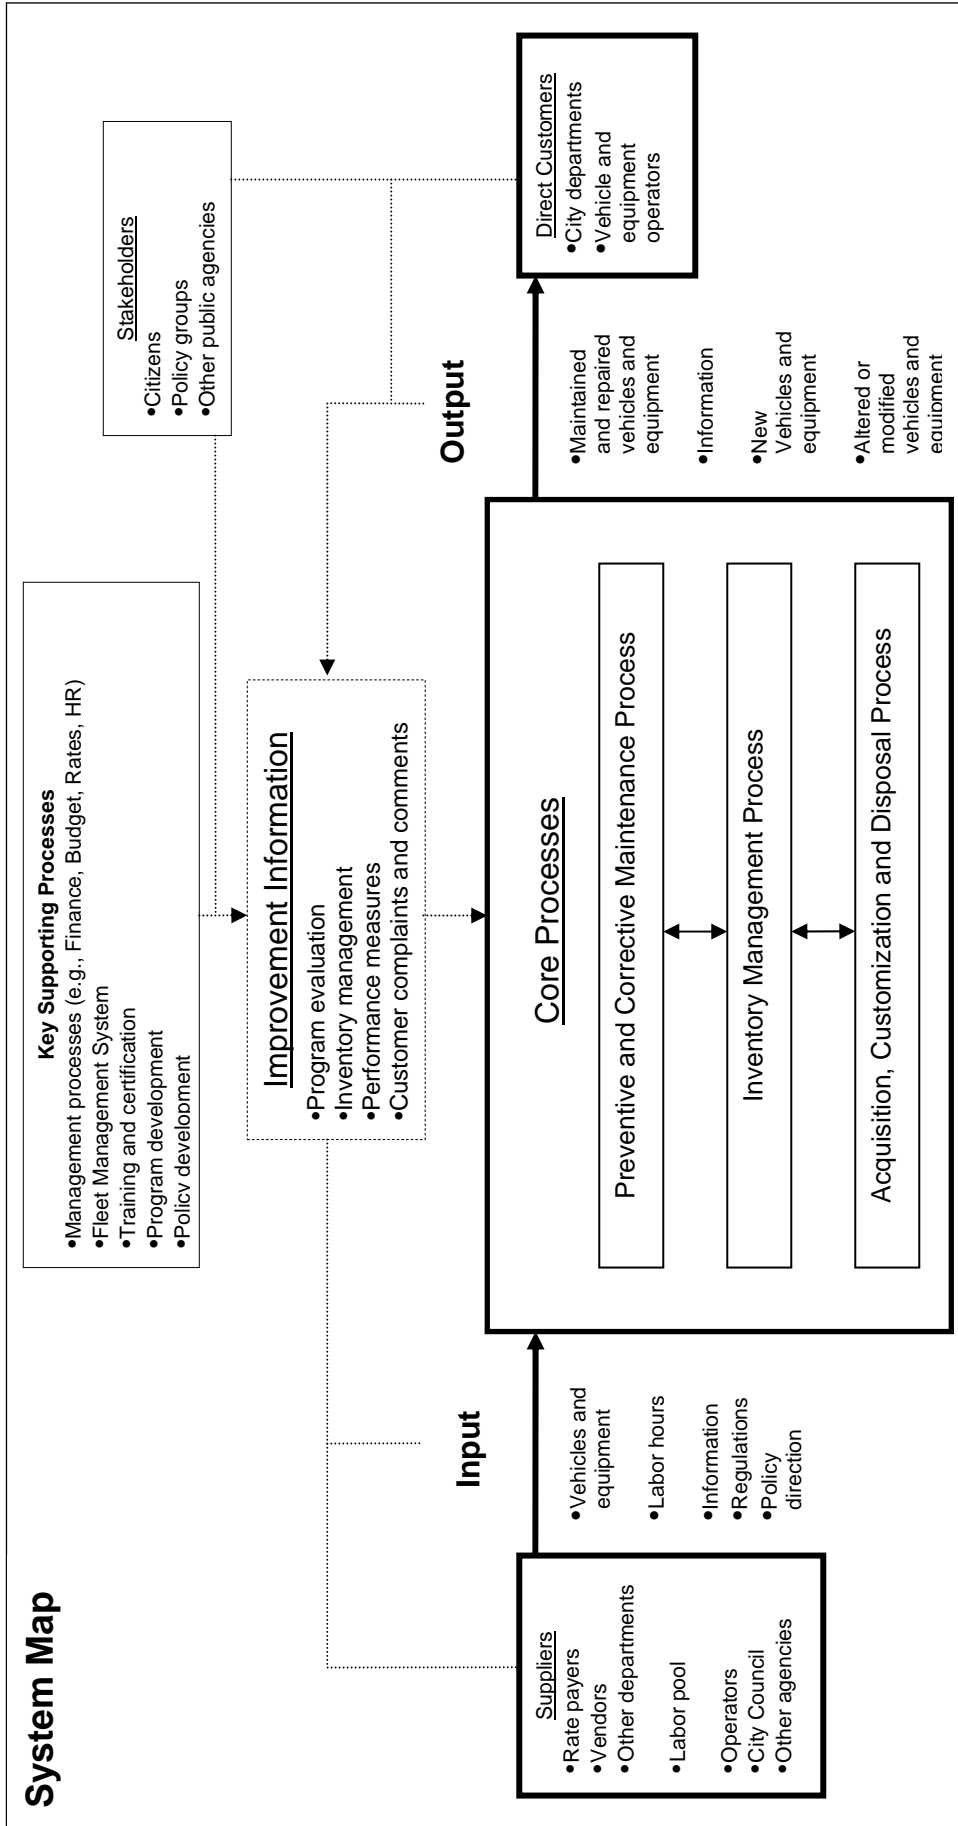 System Map
Key Supporting Processes
•Management processes (e.g., Finance, Budget, Rates, HR)
•Fleet Management System
•Training and certification
•Program development
•Policy development
Stakeholders
•Citizens
•Policy groups
•Other public agencies
Improvement Information
•Program evaluation
•Inventory management
•Performance measures
•Customer complaints and comments
Suppliers
•Rate payers
•Vendors
•Other departments
•Labor pool
•Operators
•City Council
•Other agencies
Input
•Vehicles and
equipment
•Labor hours
•Information
•Regulations
•Policy
direction
Core Processes
Preventive and Corrective Maintenance Process
Inventory Management Process
Acquisition, Customization and Disposal Process
Output
•Maintained
and repaired
vehicles and
equipment
•Information
•New
Vehicles and
equipment
•Altered or
modified
vehicles and
equipment
Direct Customers
•City departments
•Vehicle and
equipment
operators